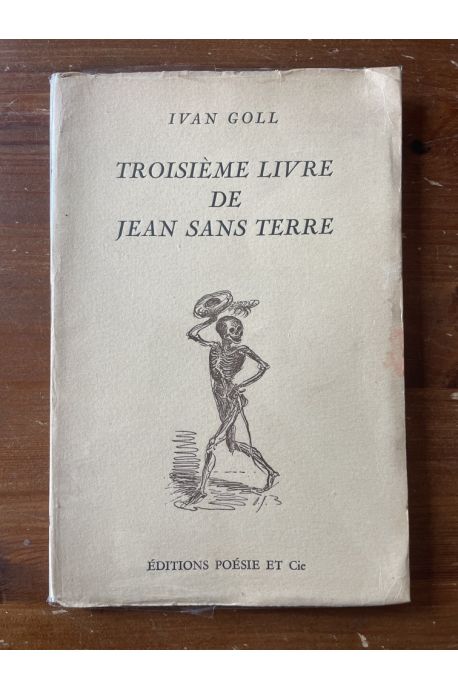 IVAN GOLL
TROISIÈME LIVRE
DE
JEAN SANS TERRE
ÉDITIONS POÉSIE ET Cie